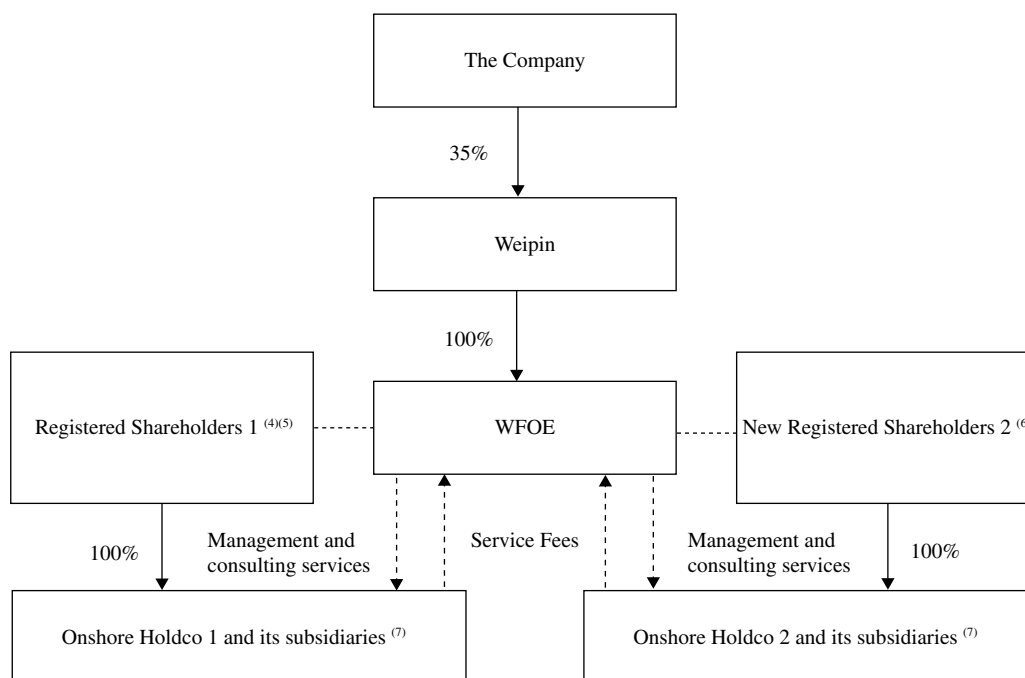 The Company
35%
Weipin
100%
Registered Shareholders 1 (4)(5)
WFOE
New Registered Shareholders 2 (6
100%
Management and
consulting services
Service Fees
Management and
consulting services
100%
Onshore Holdco 1 and its subsidiaries (7)
Onshore Holdco 2 and its subsidiaries (7)